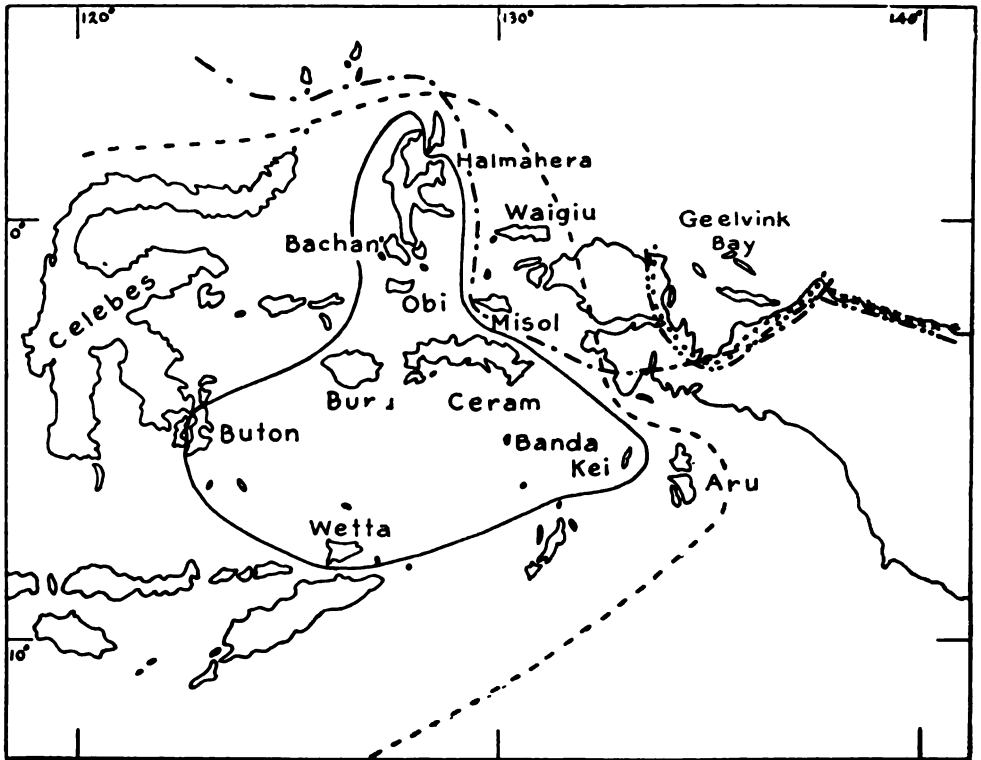 120°
130°
140°
Halmahera
Waigiu
Geelvink
Bay
0°
Bachan
Obi
Celebes
Misol
Bur
Ceram
Buton
Banda
Kei
Aru
Wetta
10°